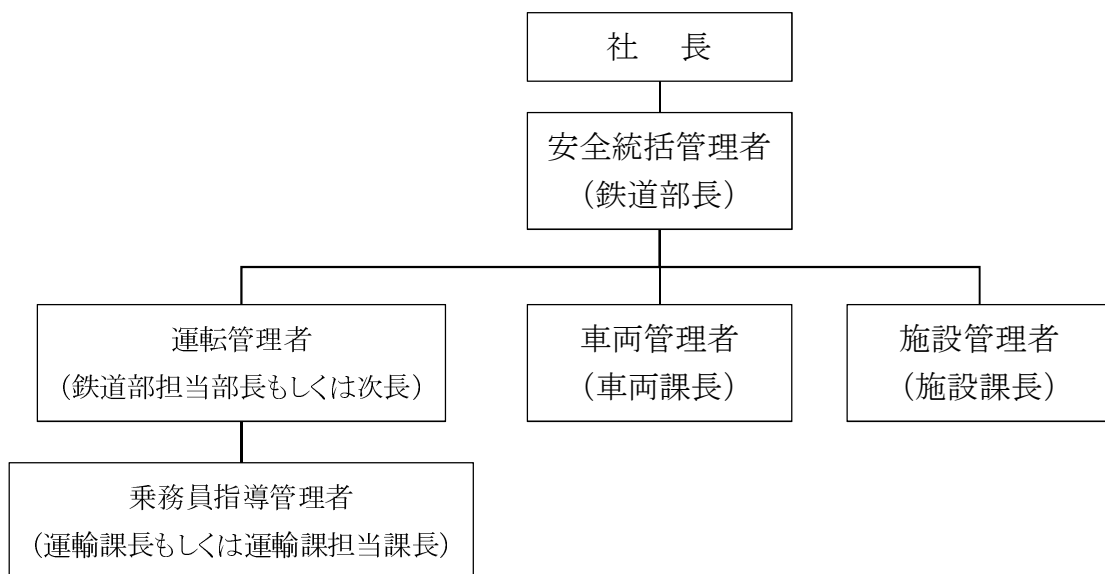 社　長
安全統括管理者
（鉄道部長）
運転管理者
（鉄道部担当部長もしくは次長）
車両管理者
（車両課長）
施設管理者
（施設課長）
乗務員指導管理者
（運輸課長もしくは運輸課担当課長）